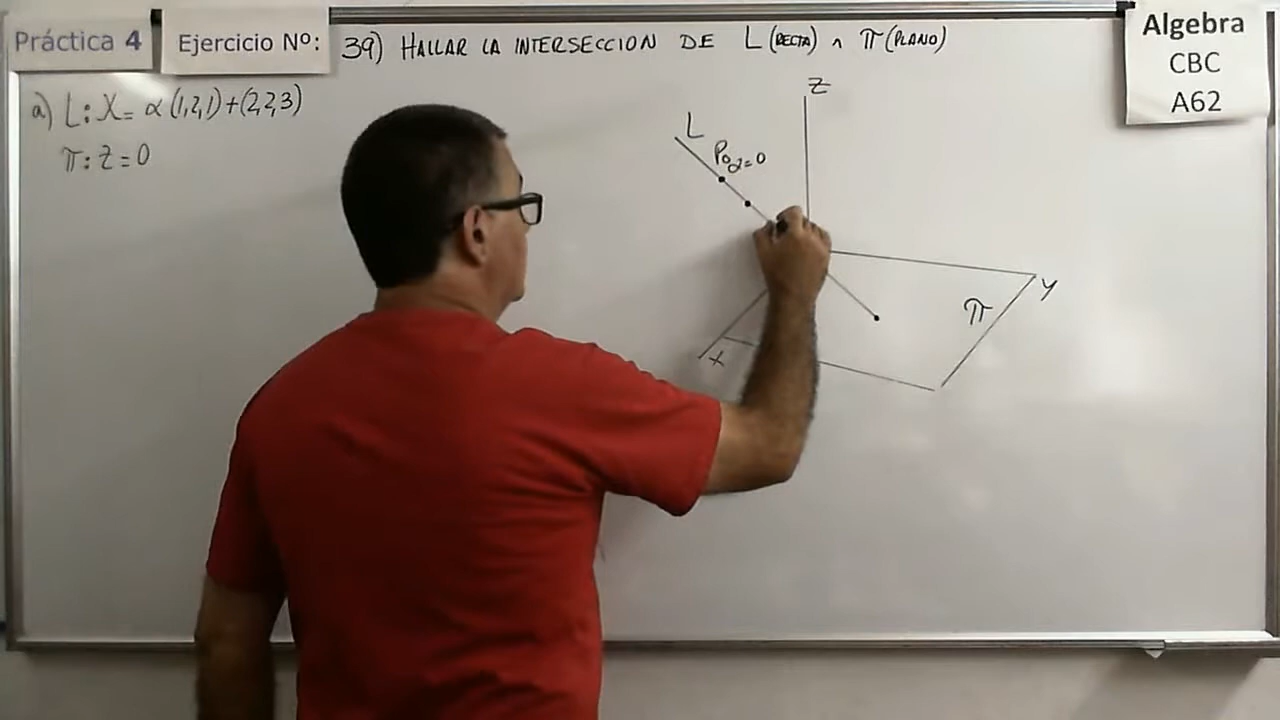 Práctica 4
Ejercicio Nº:
39) HALLAR LA INTERSECCION DE L (RECTA) ∩ π (PLANO)
Algebra
CBC
A62
a) L: X = α (1,2,1) + (2,2,3)
π: Z = 0
Z
L
P₀ α=0
π
y
x